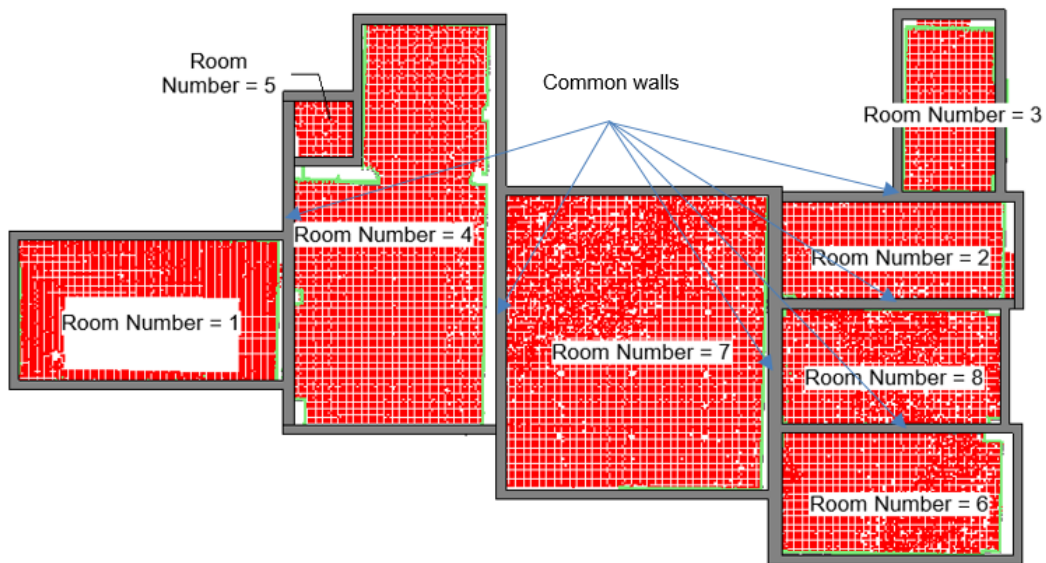 Room
Number = 5
Common walls
Room Number = 3
Room Number = 4
Room Number = 2
Room Number = 1
Room Number = 7
Room Number = 8
Room Number = 6